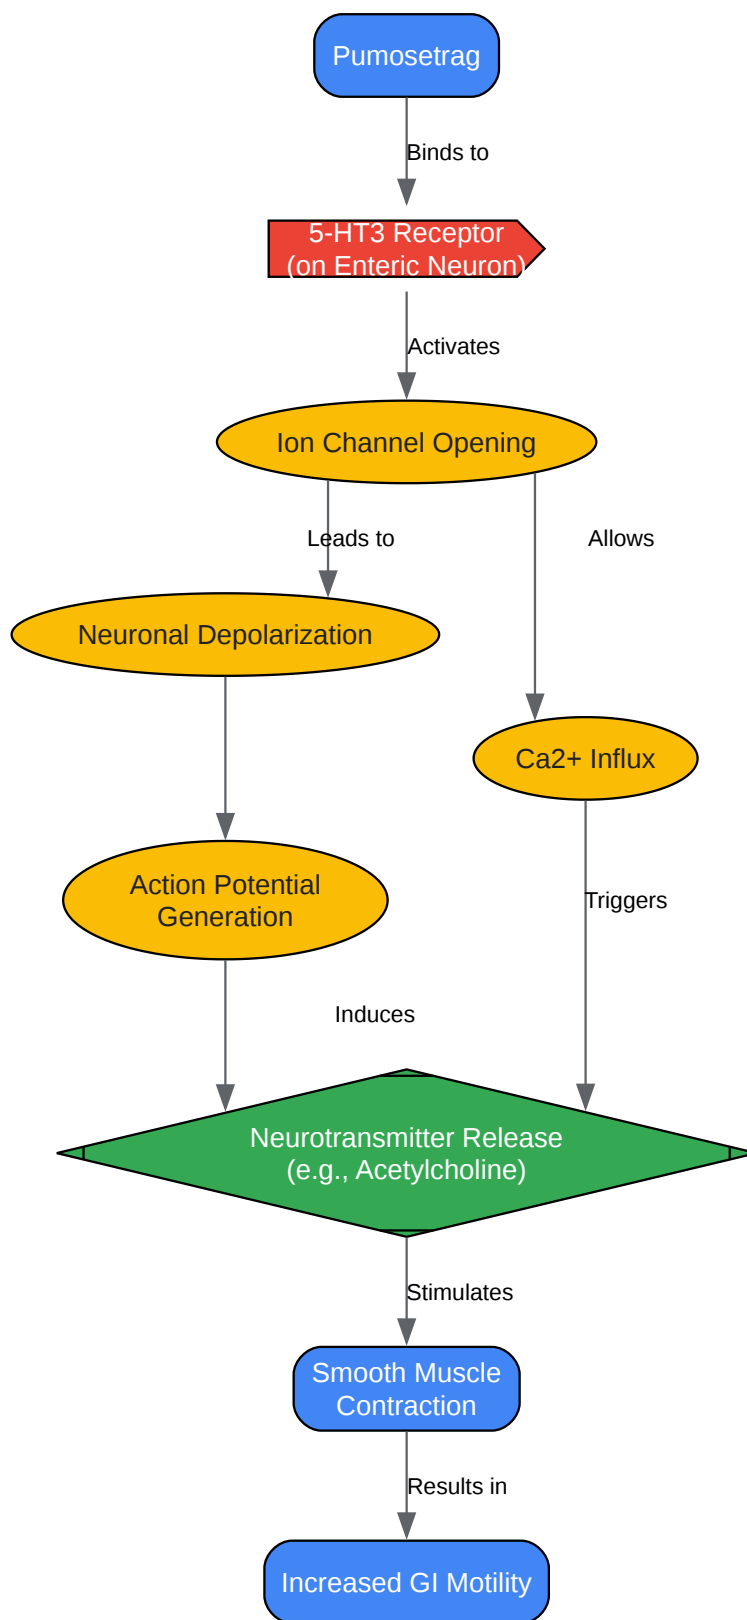 Pumosetrag
Binds to
5-HT3 Receptor
(on Enteric Neuron)
Activates
Ion Channel Opening
Leads to
Allows
Neuronal Depolarization
Ca2+ Influx
Action Potential
Generation
Triggers
Induces
Neurotransmitter Release
(e.g., Acetylcholine)
Stimulates
Smooth Muscle
Contraction
Results in
Increased GI Motility